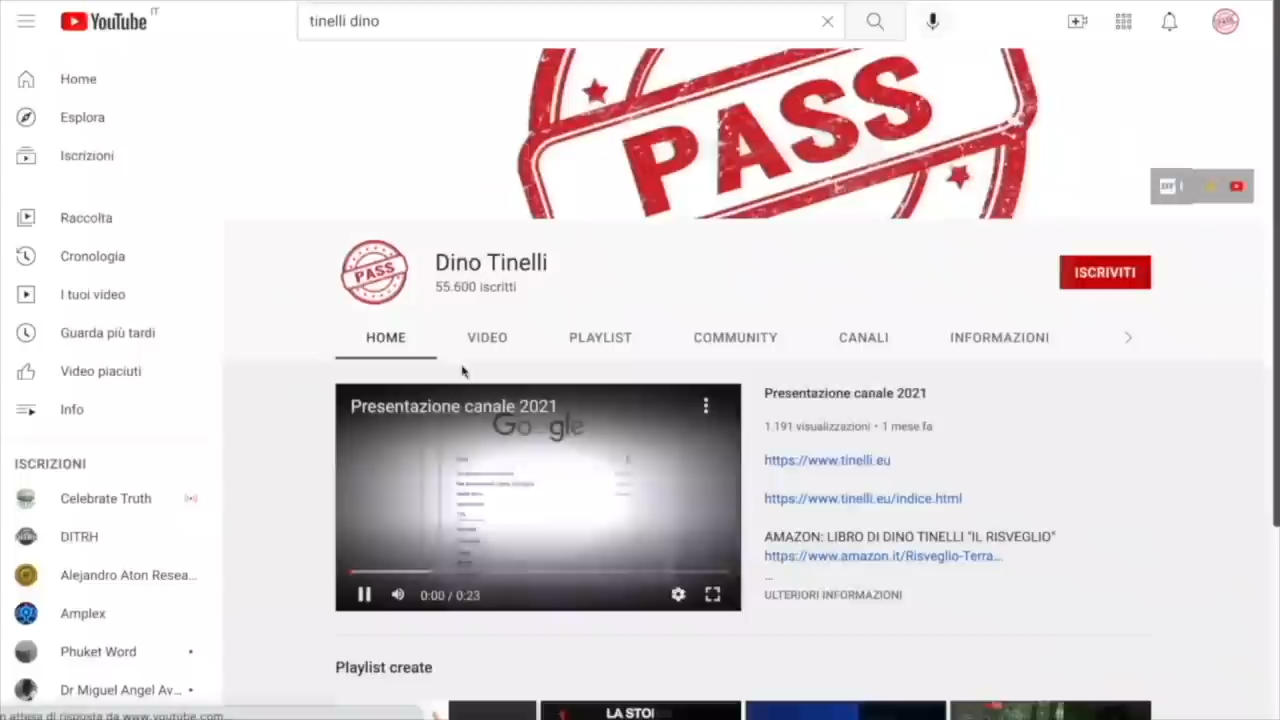 YouTube IT
tinelli dino
Home
Esplora
Iscrizioni
Raccolta
Cronologia
I tuoi video
Guarda più tardi
Video piaciuti
Info
ISCRIZIONI
Celebrate Truth
DITRH
Alejandro Aton Resea...
Amplex
Phuket Word
Dr Miguel Angel Av...
n attesa di risposta da www.youtube.com...
PASS
PASS
Dino Tinelli
55.600 iscritti
ISCRIVITI
HOME
VIDEO
PLAYLIST
COMMUNITY
CANALI
INFORMAZIONI
Presentazione canale 2021
Google
0:00 / 0:23
Presentazione canale 2021
1.191 visualizzazioni • 1 mese fa
https://www.tinelli.eu
https://www.tinelli.eu/indice.html
AMAZON: LIBRO DI DINO TINELLI "IL RISVEGLIO"
https://www.amazon.it/Risveglio-Terra...
...
ULTERIORI INFORMAZIONI
Playlist create
LA STO